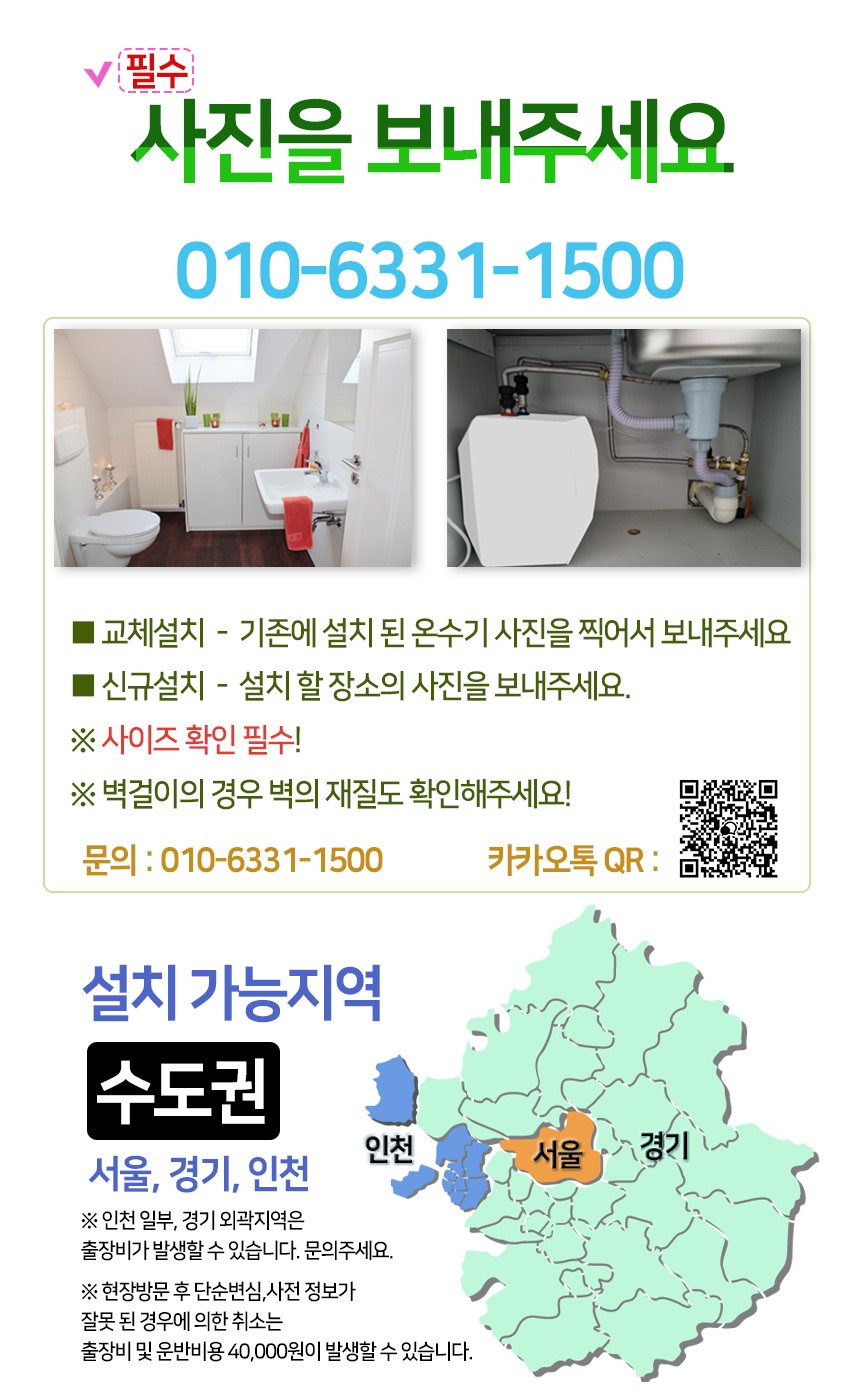 필수
사진을 보내주세요.
010-6331-1500
■ 교체설치 - 기존에 설치 된 온수기 사진을 찍어서 보내주세요
■ 신규설치 - 설치 할 장소의 사진을 보내주세요.
※ 사이즈 확인 필수!
※ 벽걸이의 경우 벽의 재질도 확인해주세요!
문의 : 010-6331-1500 카카오톡 QR :
설치 가능지역
수도권
서울, 경기, 인천
인천 서울 경기
※ 인천 일부, 경기 외곽지역은
출장비가 발생할 수 있습니다. 문의주세요.
※ 현장방문 후 단순변심,사전 정보가
잘못 된 경우에 의한 취소는
출장비 및 운반비용 40,000원이 발생할 수 있습니다.